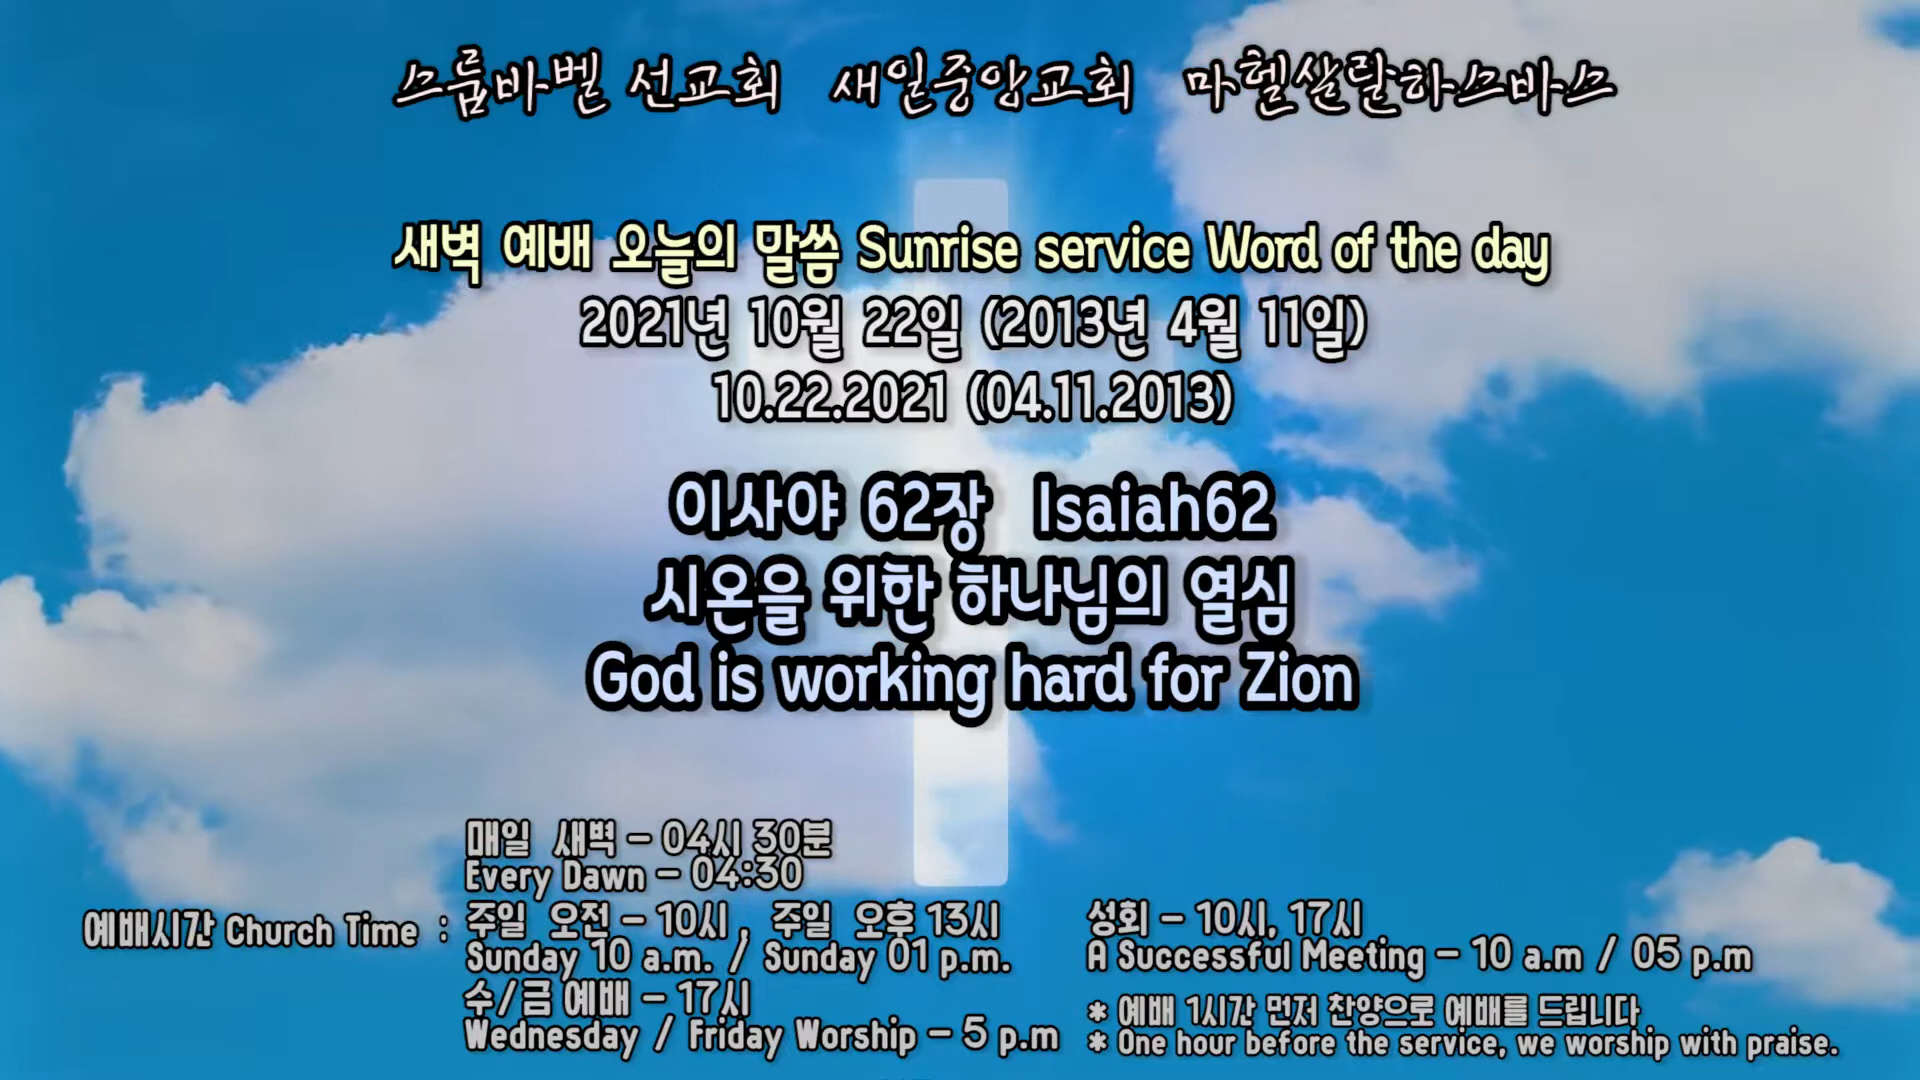 스룹바벨 선교회 새일중앙교회 마헬살랄하스바스
새벽 예배 오늘의 말씀 Sunrise service Word of the day
2021년 10월 22일 (2013년 4월 11일)
10.22.2021 (04.11.2013)
이사야 62장 Isaiah62
시온을 위한 하나님의 열심
God is working hard for Zion
예배시간 Church Time :
매일 새벽 - 04시 30분
Every Dawn - 04:30
주일 오전 - 10시 , 주일 오후 13시
Sunday 10 a.m. / Sunday 01 p.m.
수/금 예배 - 17시
Wednesday / Friday Worship - 5 p.m
성회 - 10시, 17시
A Successful Meeting - 10 a.m / 05 p.m
* 예배 1시간 먼저 찬양으로 예배를 드립니다
* One hour before the service, we worship with praise.